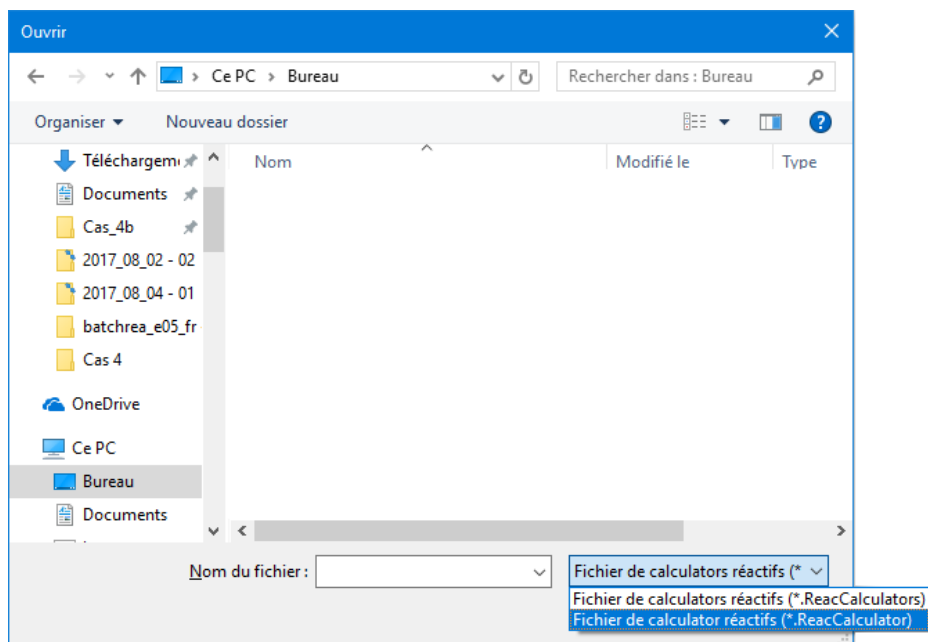 Ouvrir
Ce PC > Bureau
Rechercher dans : Bureau
Organiser
Nouveau dossier
Nom
Modifié le
Type
Téléchargem
Documents
Cas_4b
2017_08_02 - 02
2017_08_04 - 01
batchrea_e05_fr
Cas 4
OneDrive
Ce PC
Bureau
Documents
Nom du fichier :
Fichier de calculators réactifs (*
Fichier de calculators réactifs (*.ReacCalculators)
Fichier de calculator réactifs (*.ReacCalculator)